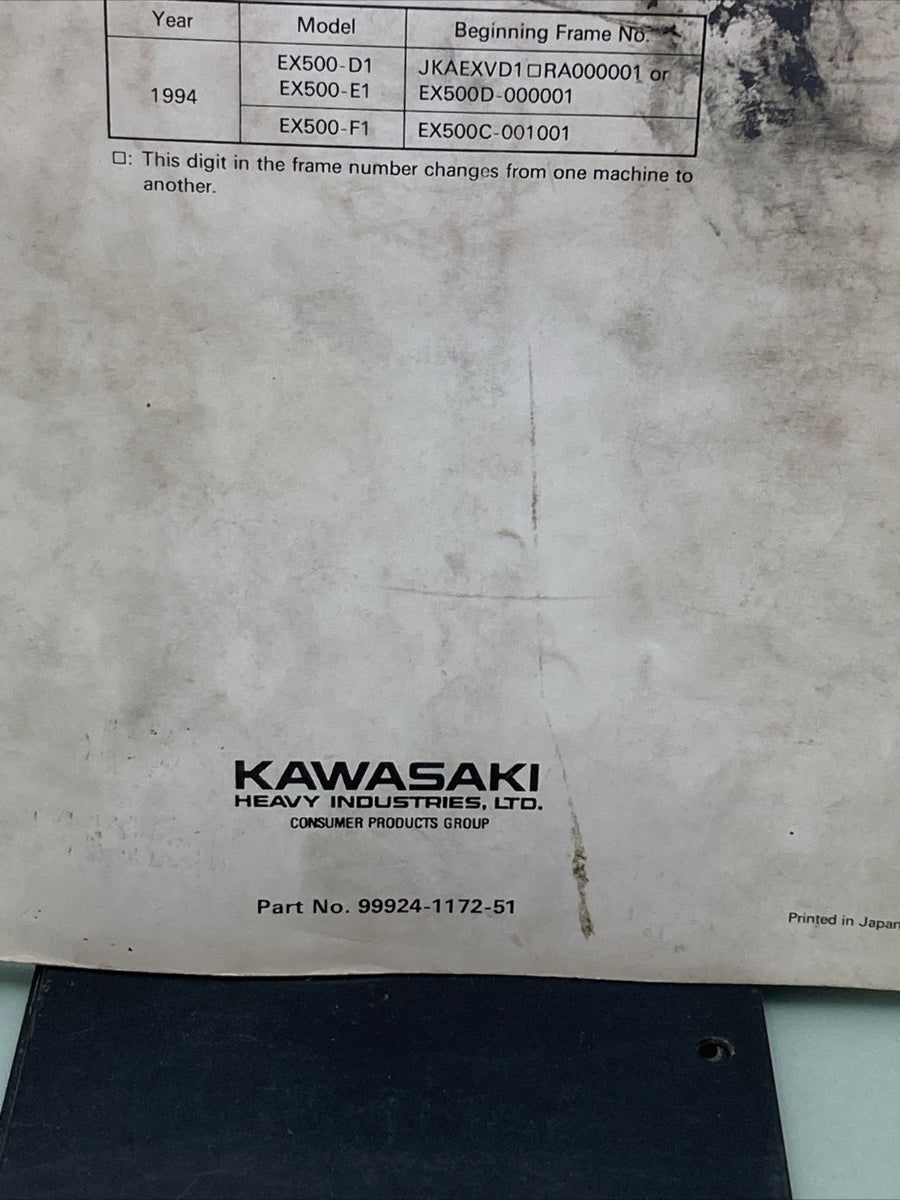 Year Model Beginning Frame No.
1994
EX500-D1 JKAEXVD1□RA000001 or
EX500-E1 EX500D-000001
EX500-F1 EX500C-001001
□: This digit in the frame number changes from one machine to
another.
KAWASAKI
HEAVY INDUSTRIES, LTD.
CONSUMER PRODUCTS GROUP
Part No. 99924-1172-51
Printed in Japan